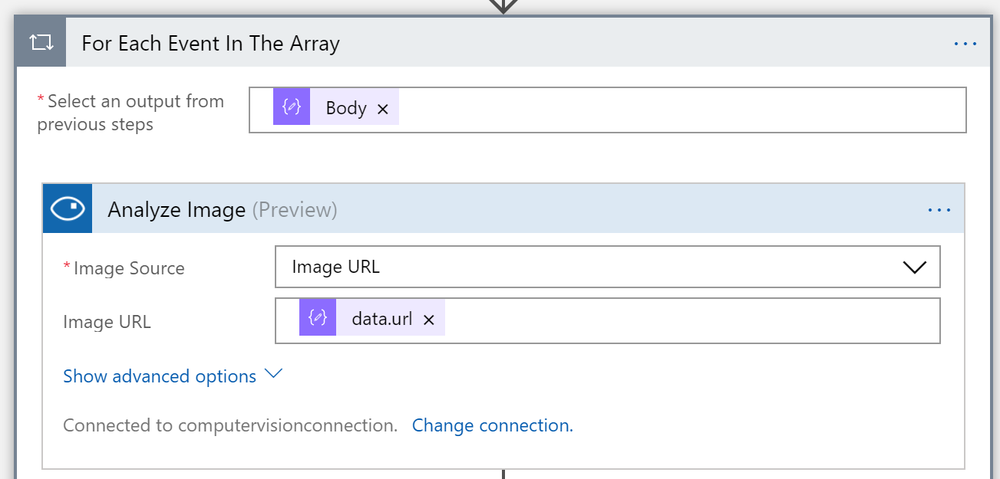 For Each Event In The Array
...
* Select an output from
previous steps
Body ×
Analyze Image (Preview)
...
* Image Source
Image URL
Image URL
data.url ×
Show advanced options
Connected to computervisionconnection. Change connection.